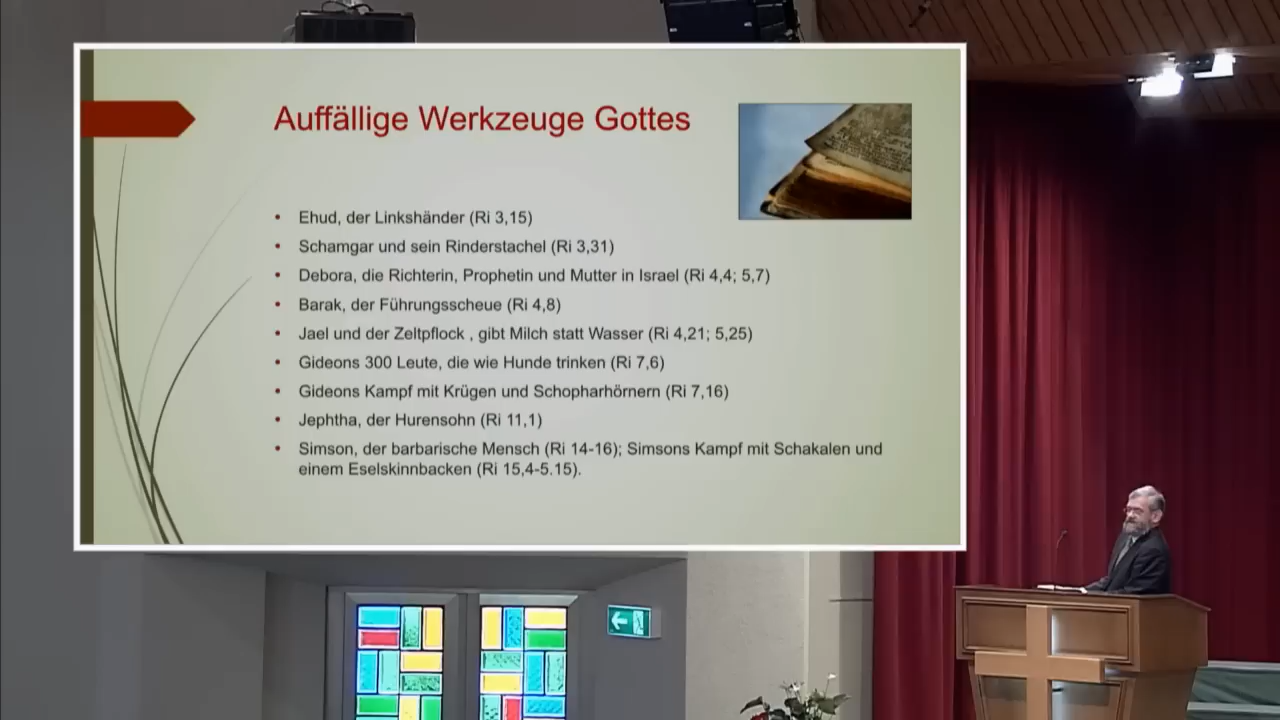 Auffällige Werkzeuge Gottes
• Ehud, der Linkshänder (Ri 3,15)
• Schamgar und sein Rinderstachel (Ri 3,31)
• Debora, die Richterin, Prophetin und Mutter in Israel (Ri 4,4; 5,7)
• Barak, der Führungsscheue (Ri 4,8)
• Jael und der Zeltpflock , gibt Milch statt Wasser (Ri 4,21; 5,25)
• Gideons 300 Leute, die wie Hunde trinken (Ri 7,6)
• Gideons Kampf mit Krügen und Schopharhörnern (Ri 7,16)
• Jephtha, der Hurensohn (Ri 11,1)
• Simson, der barbarische Mensch (Ri 14-16); Simsons Kampf mit Schakalen und
einem Eselskinnbacken (Ri 15,4-5.15).